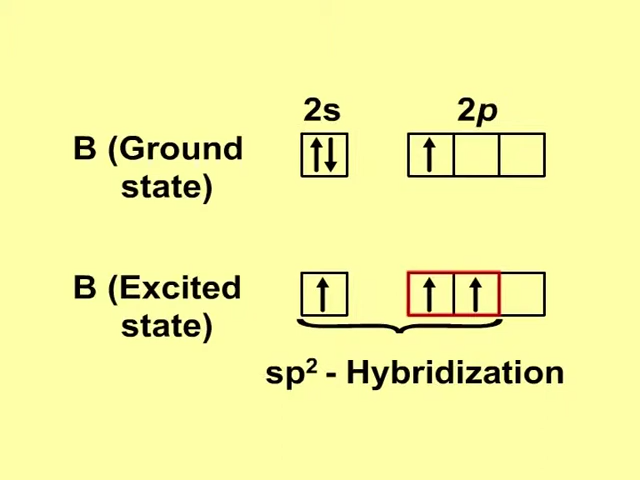 2s 2p
B (Ground
state)
B (Excited
state)
sp² - Hybridization